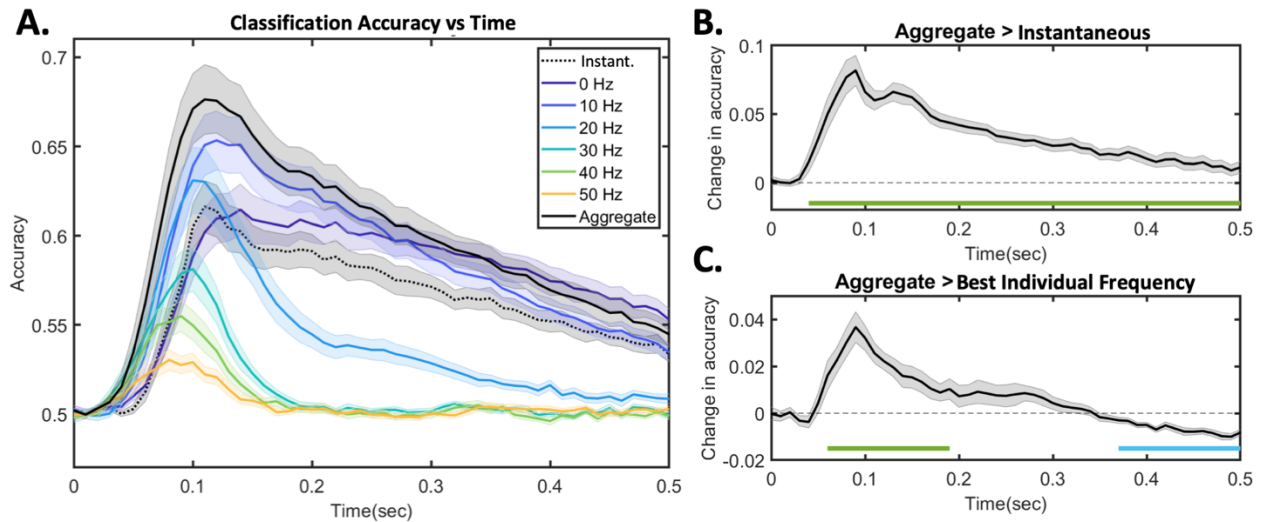 A.
Classification Accuracy vs Time
0.7
0.65
0.6
0.55
0.5
Accuracy
Instant.
0 Hz
10 Hz
20 Hz
30 Hz
40 Hz
50 Hz
Aggregate
0
0.1
0.2
0.3
0.4
0.5
Time(sec)
B.
Aggregate > Instantaneous
0.1
0.05
0
Change in accuracy
0
0.1
0.2
0.3
0.4
0.5
Time(sec)
C.
Aggregate > Best Individual Frequency
0.04
0.02
0
-0.02
Change in accuracy
0
0.1
0.2
0.3
0.4
0.5
Time(sec)